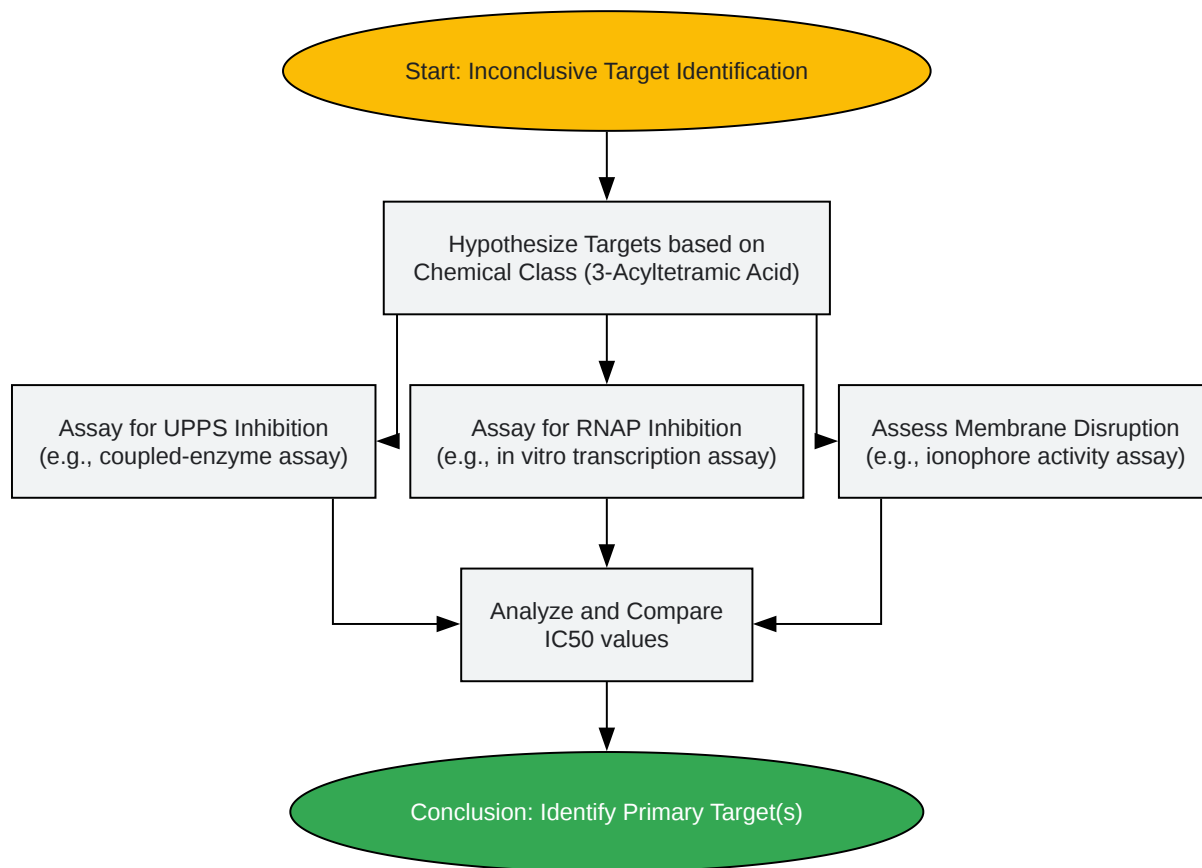 Start: Inconclusive Target Identification
Hypothesize Targets based on
Chemical Class (3-Acyltetramic Acid)
Assay for UPPS Inhibition
(e.g., coupled-enzyme assay)
Assay for RNAP Inhibition
(e.g., in vitro transcription assay)
Assess Membrane Disruption
(e.g., ionophore activity assay)
Analyze and Compare
IC50 values
Conclusion: Identify Primary Target(s)